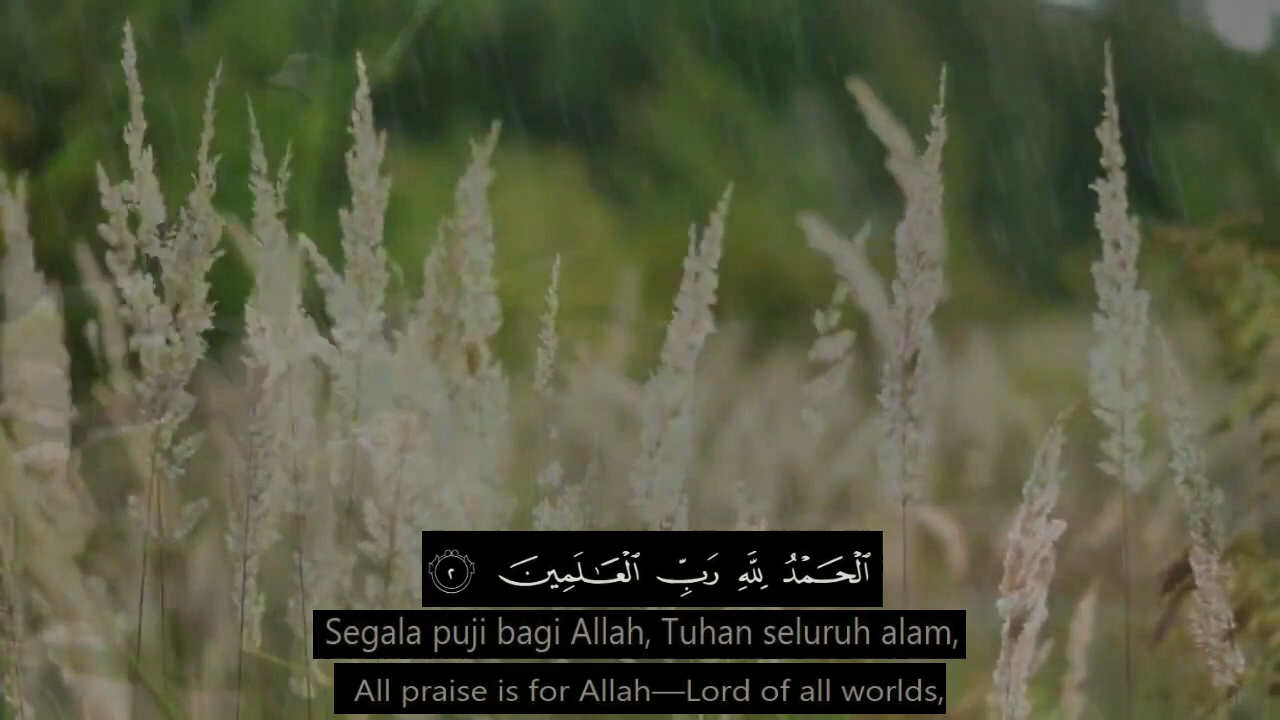 ٱلْحَمْدُ لِلَّهِ رَبِّ ٱلْعَـٰلَمِينَ ٢
Segala puji bagi Allah, Tuhan seluruh alam,
All praise is for Allah—Lord of all worlds,